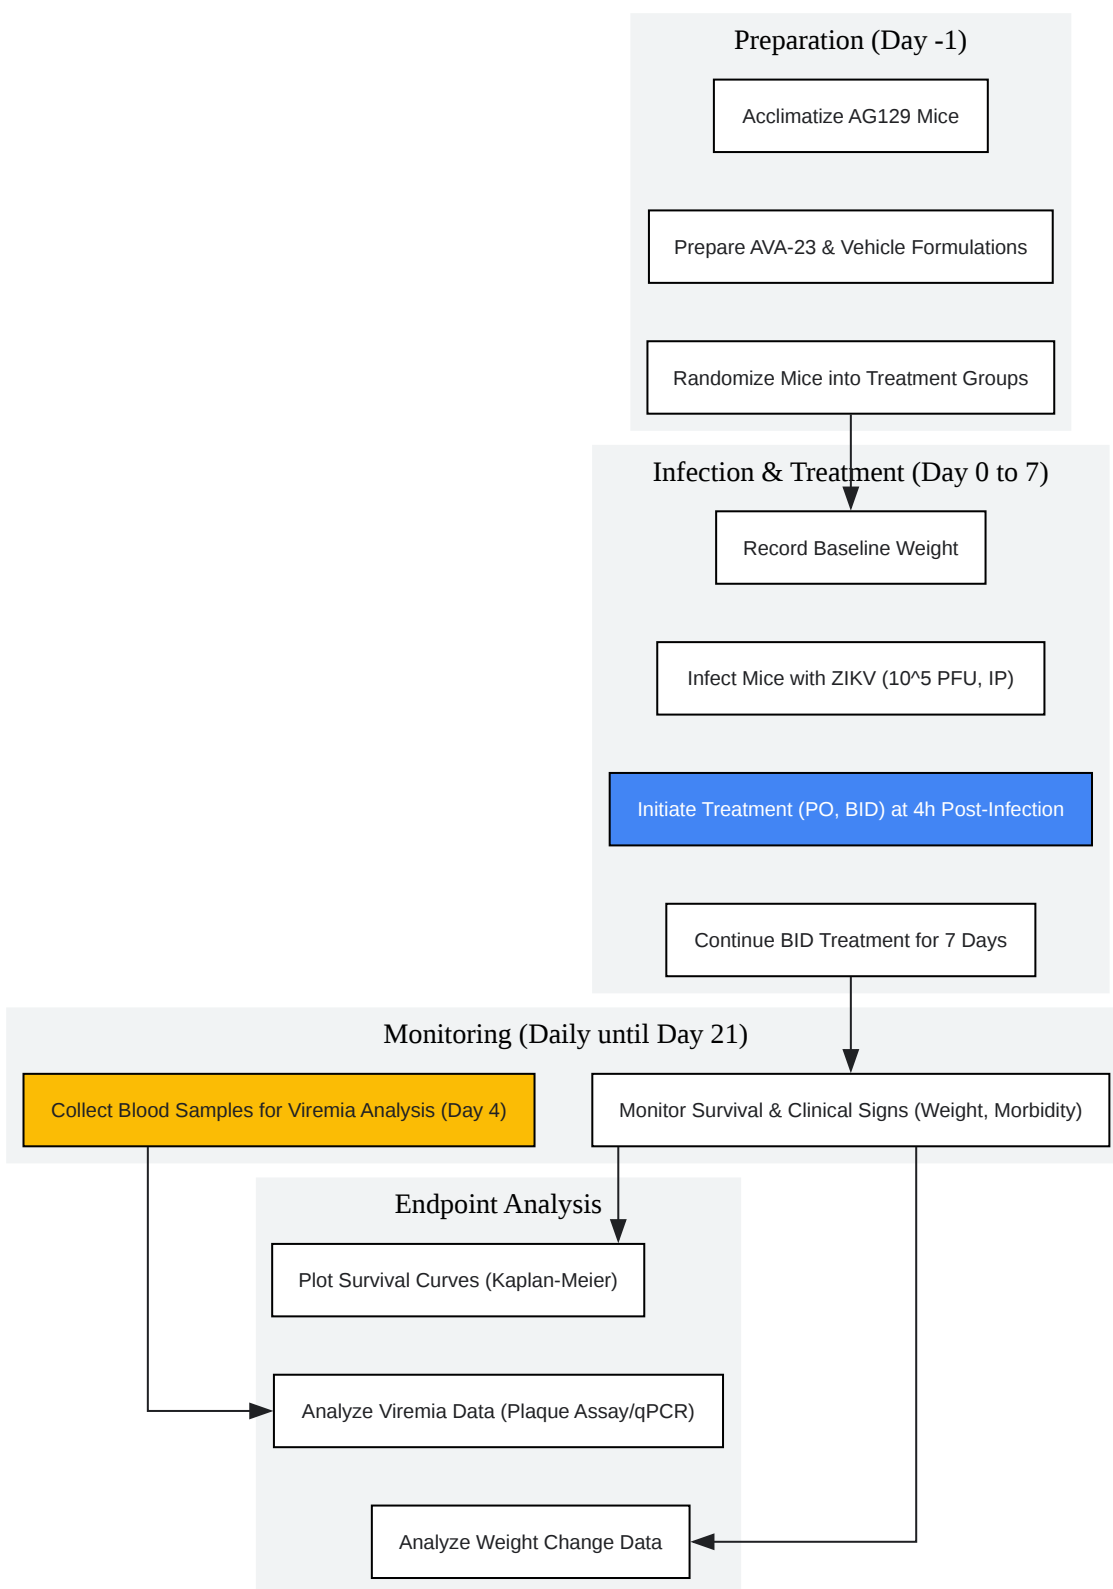 Preparation (Day -1)
Acclimatize AG129 Mice
Prepare AVA-23 & Vehicle Formulations
Randomize Mice into Treatment Groups
Infection & Treatment (Day 0 to 7)
Record Baseline Weight
Infect Mice with ZIKV (10^5 PFU, IP)
Initiate Treatment (PO, BID) at 4h Post-Infection
Continue BID Treatment for 7 Days
Monitoring (Daily until Day 21)
Collect Blood Samples for Viremia Analysis (Day 4)
Monitor Survival & Clinical Signs (Weight, Morbidity)
Endpoint Analysis
Plot Survival Curves (Kaplan-Meier)
Analyze Viremia Data (Plaque Assay/qPCR)
Analyze Weight Change Data